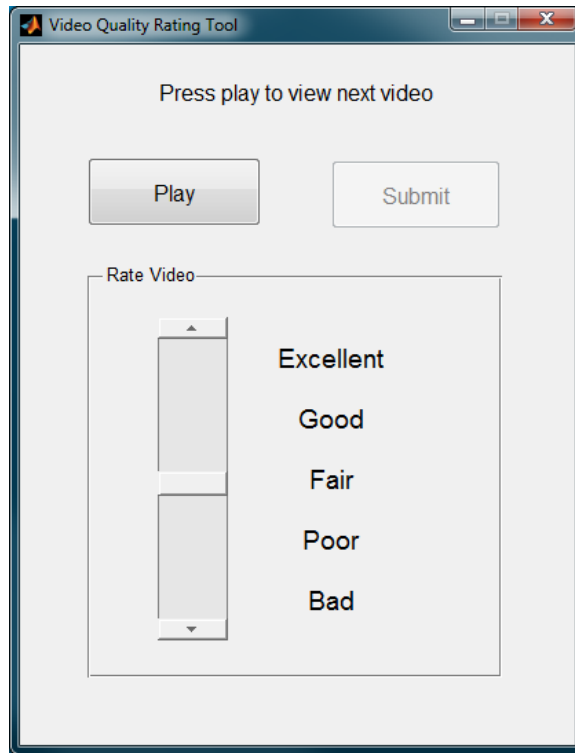 Video Quality Rating Tool
Press play to view next video
Play Submit
Rate Video
Excellent
Good
Fair
Poor
Bad